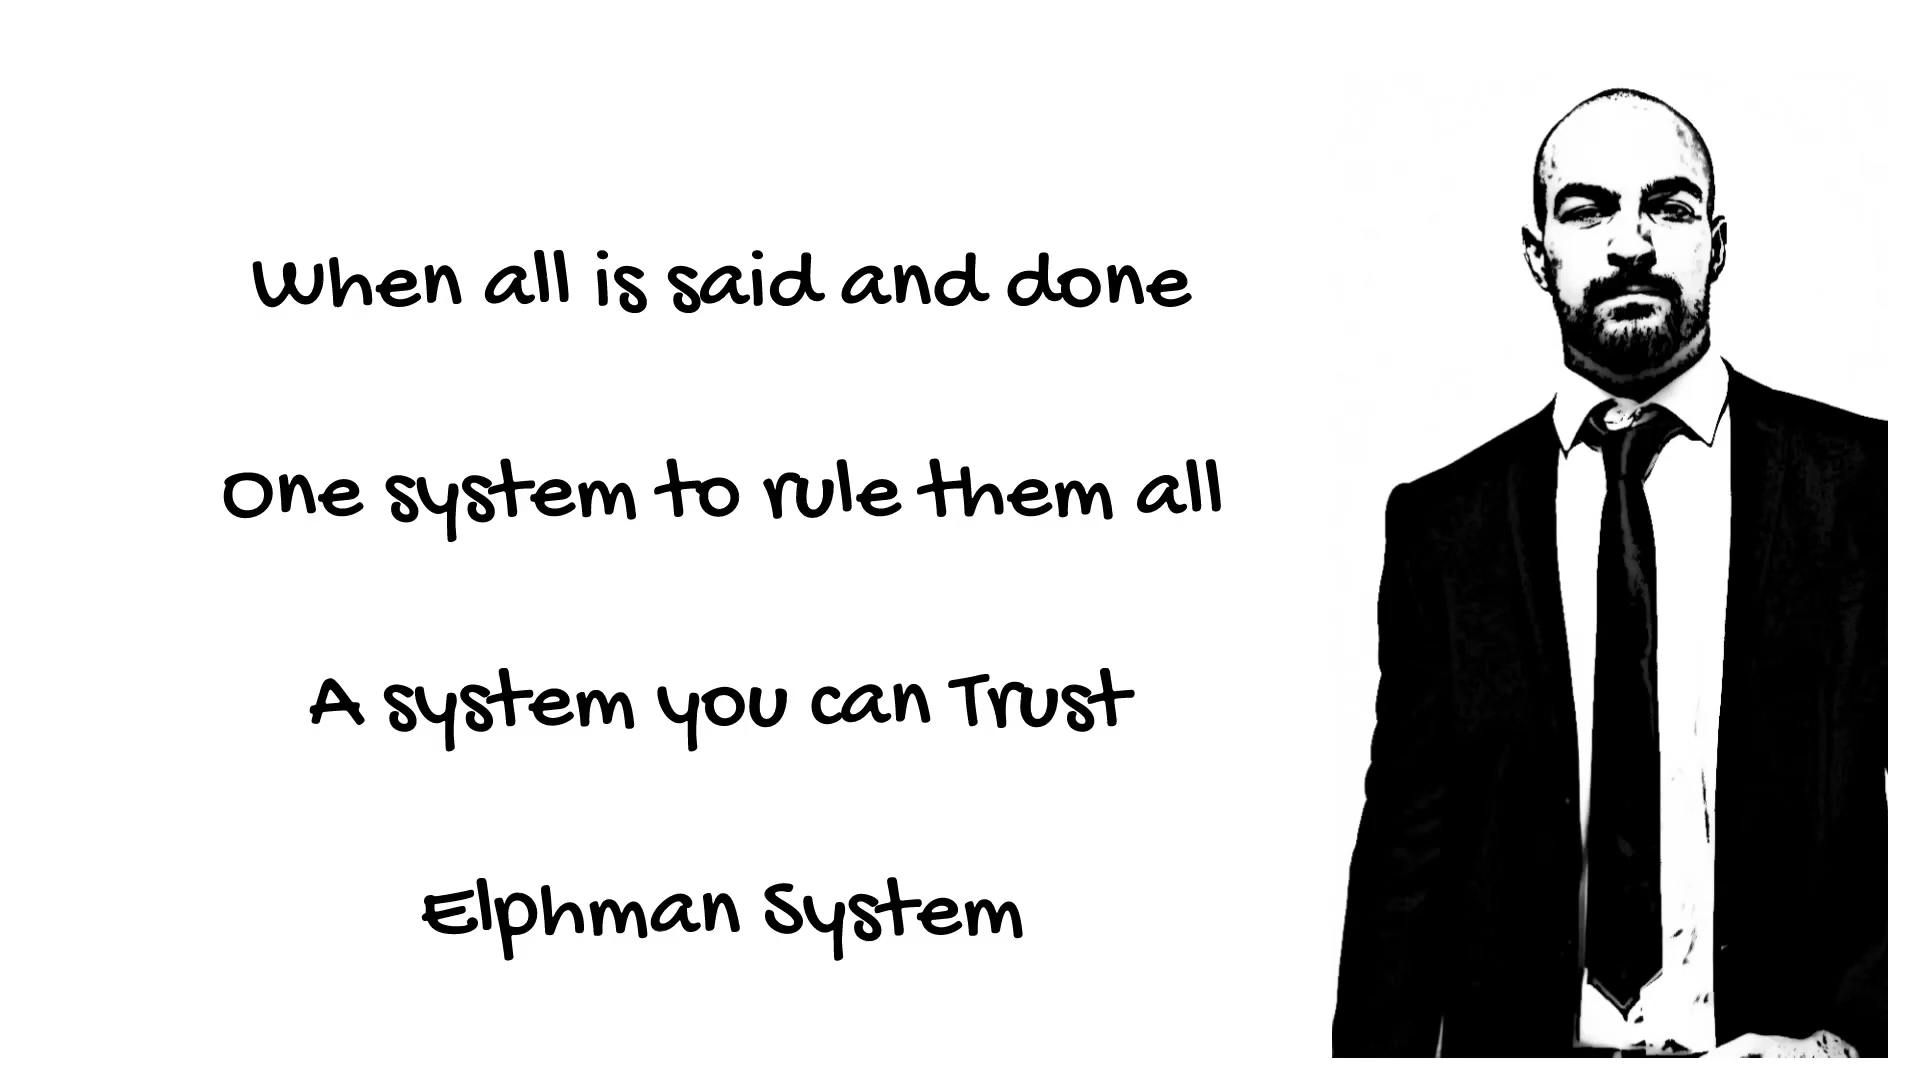 When all is said and done
One system to rule them all
A system you can Trust
Elphman System